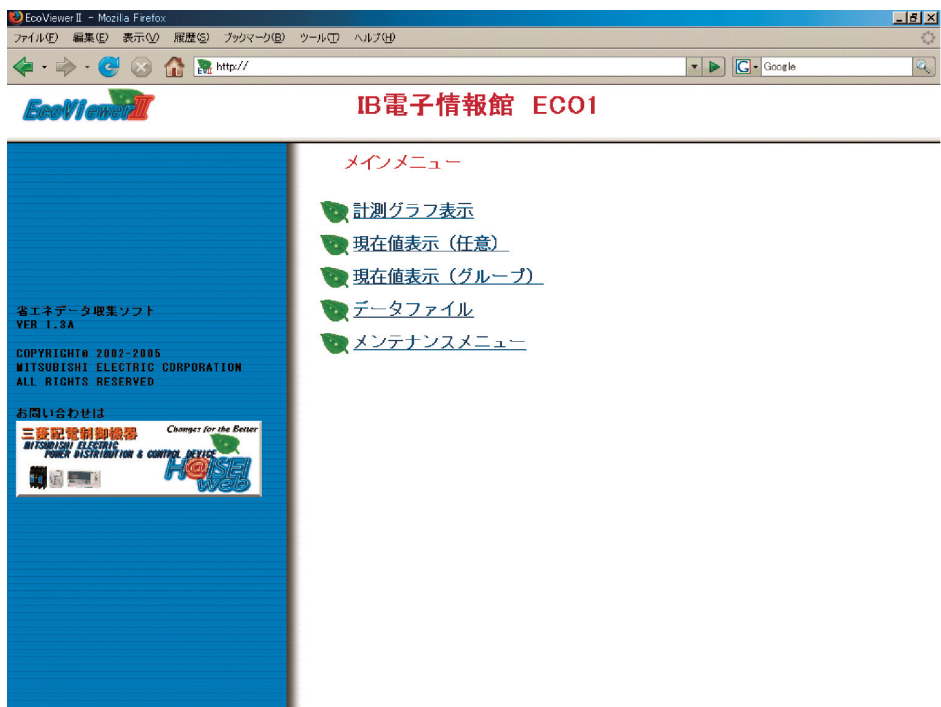 EcoViewerⅡ - Mozilla Firefox
ファイル(F) 編集(E) 表示(V) 履歴(S) ブックマーク(B) ツール(T) ヘルプ(H)
http://
Google
EcoViewerⅡ
IB電子情報館 ECO1
メインメニュー
計測グラフ表示
現在値表示（任意）
現在値表示（グループ）
データファイル
メンテナンスメニュー
省エネデータ収集ソフト
VER 1.3A
COPYRIGHT© 2002-2005
MITSUBISHI ELECTRIC CORPORATION
ALL RIGHTS RESERVED
お問い合わせは
三菱配電制御機器
Changes for the Better
MITSUBISHI ELECTRIC
POWER DISTRIBUTION & CONTROL DEVICE
H@ISEI
web